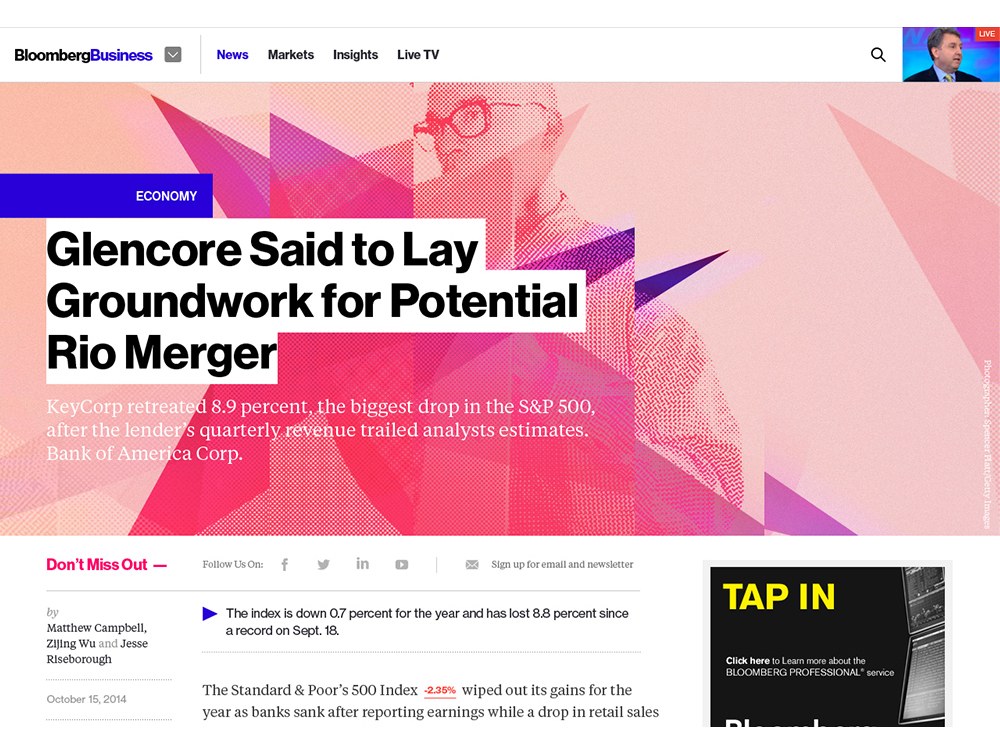 LIVE
BloombergBusiness
News Markets Insights Live TV
ECONOMY
Glencore Said to Lay
Groundwork for Potential
Rio Merger
KeyCorp retreated 8.9 percent, the biggest drop in the S&P 500,
after the lender's quarterly revenue trailed analysts estimates.
Bank of America Corp.
Photographer: Spencer Platt/Getty Images
Don't Miss Out —
Follow Us On:
Sign up for email and newsletter
by
Matthew Campbell,
Zijing Wu and Jesse
Riseborough
October 15, 2014
The index is down 0.7 percent for the year and has lost 8.8 percent since
a record on Sept. 18.
The Standard & Poor's 500 Index -2.35% wiped out its gains for the
year as banks sank after reporting earnings while a drop in retail sales
TAP IN
Click here to Learn more about the
BLOOMBERG PROFESSIONAL® service
Bloomberg